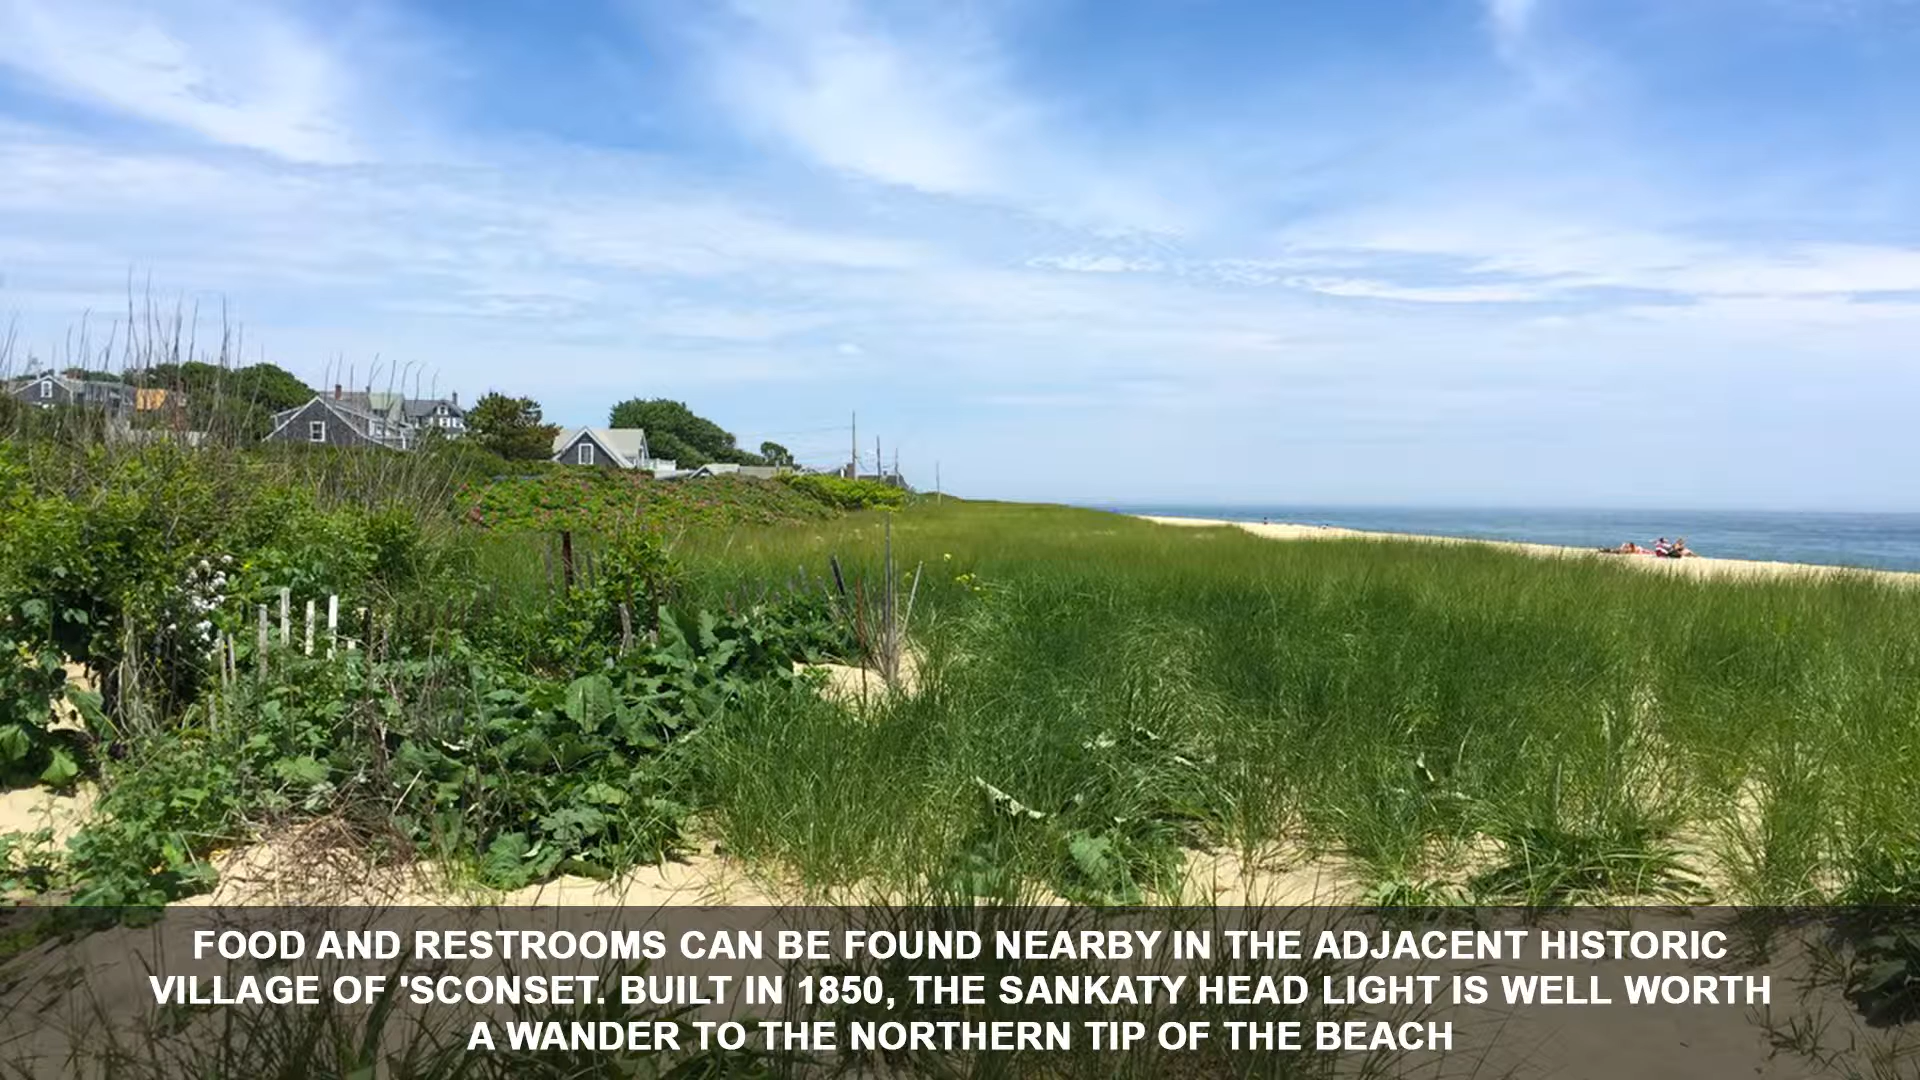 FOOD AND RESTROOMS CAN BE FOUND NEARBY IN THE ADJACENT HISTORIC
VILLAGE OF 'SCONSET. BUILT IN 1850, THE SANKATY HEAD LIGHT IS WELL WORTH
A WANDER TO THE NORTHERN TIP OF THE BEACH